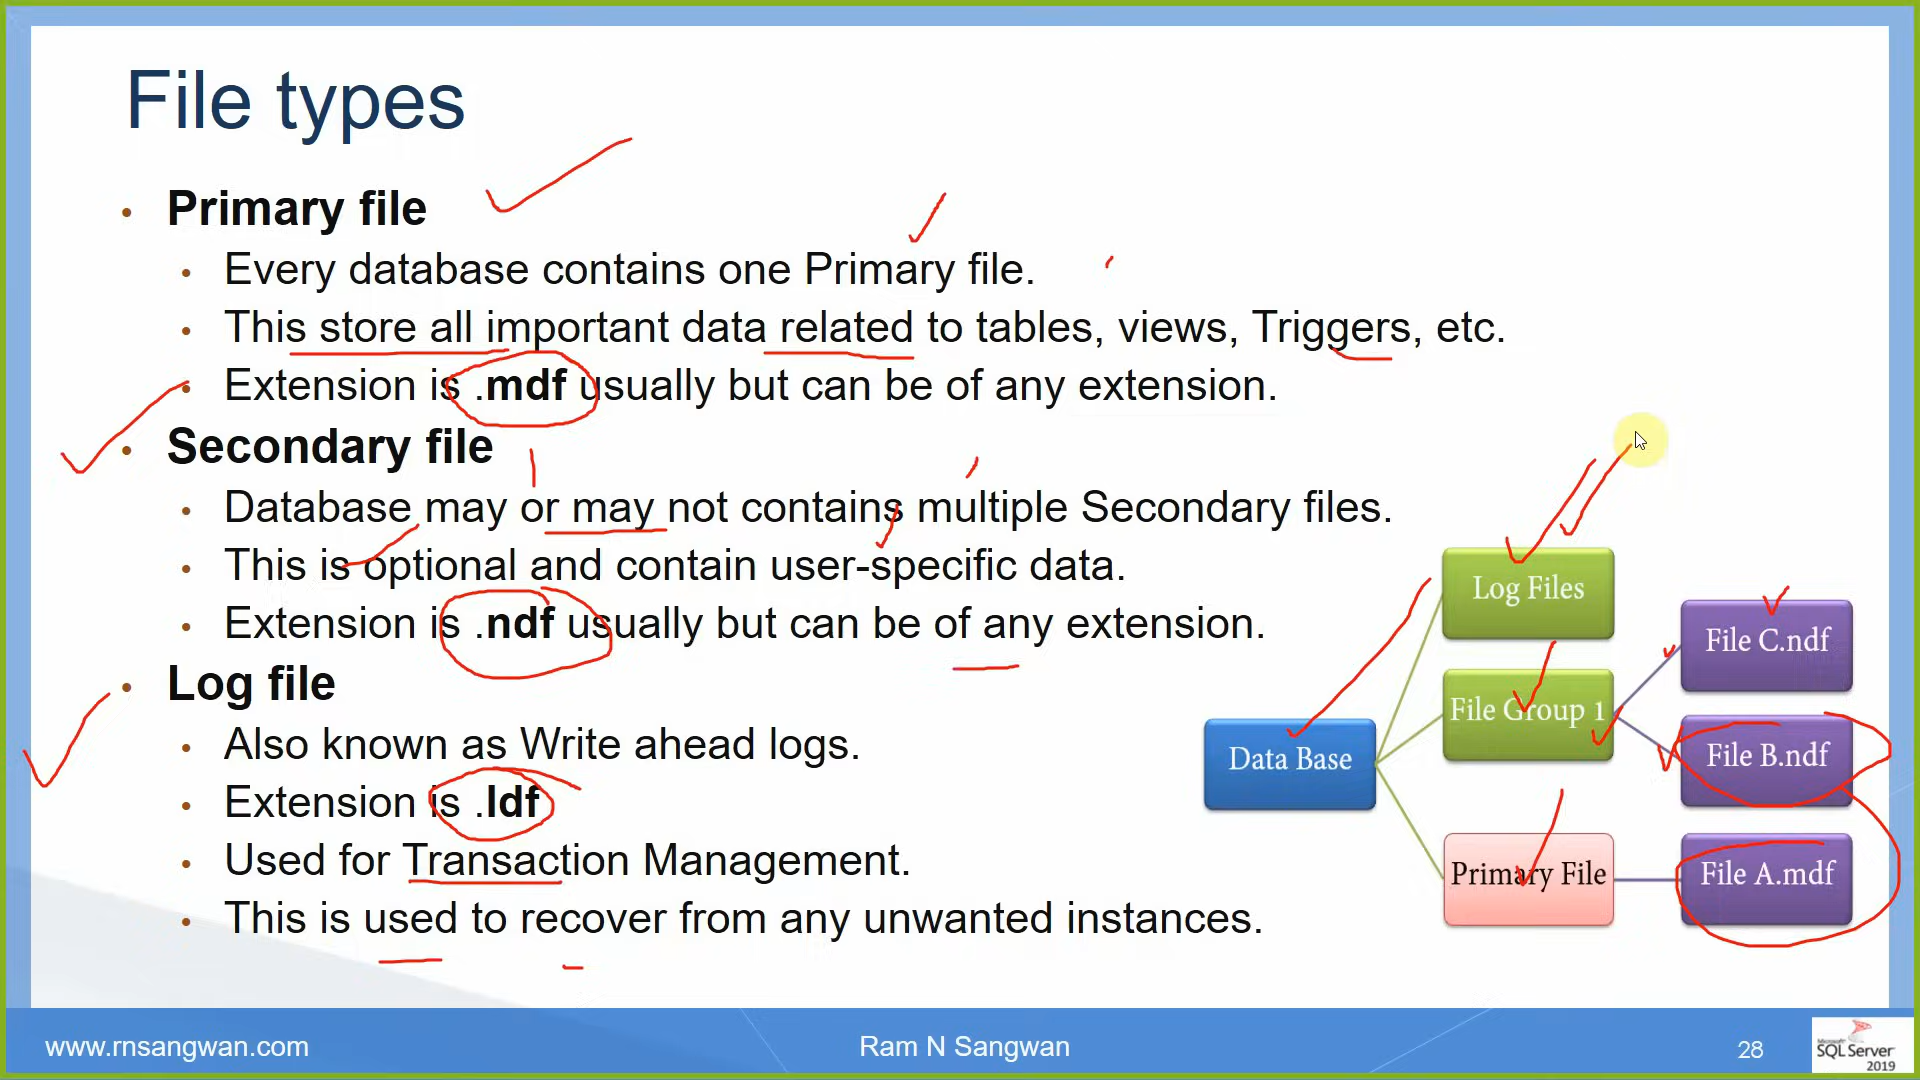 File types
• Primary file
• Every database contains one Primary file.
• This store all important data related to tables, views, Triggers, etc.
• Extension is .mdf usually but can be of any extension.
• Secondary file
• Database may or may not contains multiple Secondary files.
• This is optional and contain user-specific data.
• Extension is .ndf usually but can be of any extension.
• Log file
• Also known as Write ahead logs.
• Extension is .ldf
• Used for Transaction Management.
• This is used to recover from any unwanted instances.
Data Base
Log Files
File Group 1
Primary File
File C.ndf
File B.ndf
File A.mdf
www.rnsangwan.com
Ram N Sangwan
28
Microsoft
SQL Server
2019